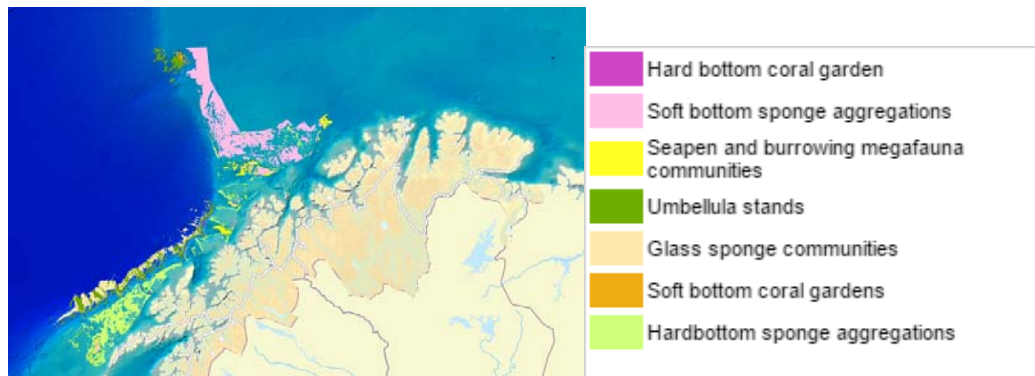 Hard bottom coral garden
Soft bottom sponge aggregations
Seapen and burrowing megafauna
communities
Umbellula stands
Glass sponge communities
Soft bottom coral gardens
Hardbottom sponge aggregations